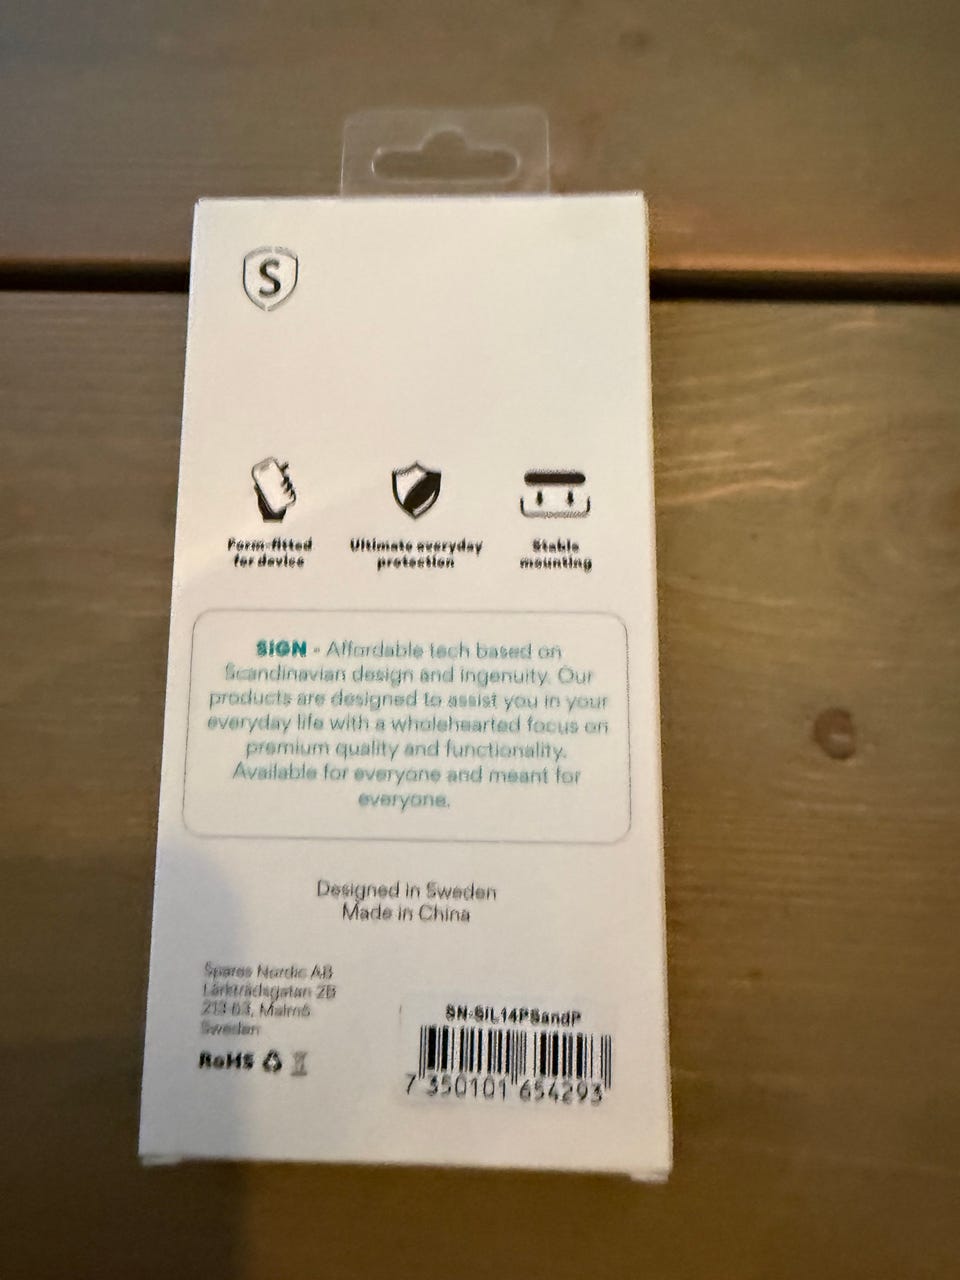 S
Form-fitted
for device
Ultimate everyday
protection
Stable
mounting
SIGN - Affordable tech based on
Scandinavian design and ingenuity. Our
products are designed to assist you in your
everyday life with a wholehearted focus on
premium quality and functionality.
Available for everyone and meant for
everyone.
Designed in Sweden
Made in China
Spares Nordic AB
Lärkträdsgatan 2B
213 63, Malmö
Sweden
RoHS
SN-SIL14PSandP
7 350101 654293